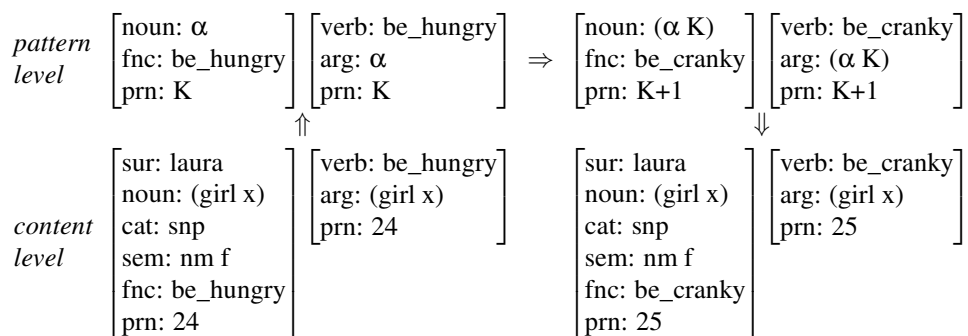 pattern level
noun: α
fnc: be_hungry
prn: K
verb: be_hungry
arg: α
prn: K
⇒
noun: (α K)
fnc: be_cranky
prn: K+1
verb: be_cranky
arg: (α K)
prn: K+1
⇑ ⇓
content level
sur: laura
noun: (girl x)
cat: snp
sem: nm f
fnc: be_hungry
prn: 24
verb: be_hungry
arg: (girl x)
prn: 24
sur: laura
noun: (girl x)
cat: snp
sem: nm f
fnc: be_cranky
prn: 25
verb: be_cranky
arg: (girl x)
prn: 25